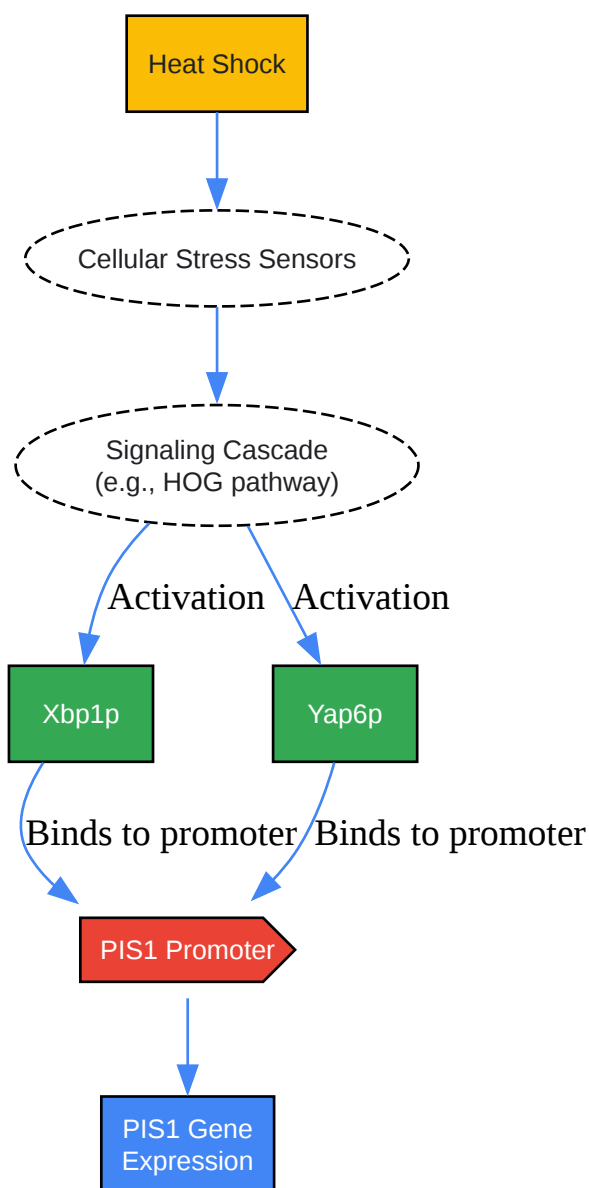 Heat Shock
Cellular Stress Sensors
Signaling Cascade
(e.g., HOG pathway)
Activation
Activation
Xbp1p
Yap6p
Binds to promoter
Binds to promoter
PIS1 Promoter
PIS1 Gene
Expression